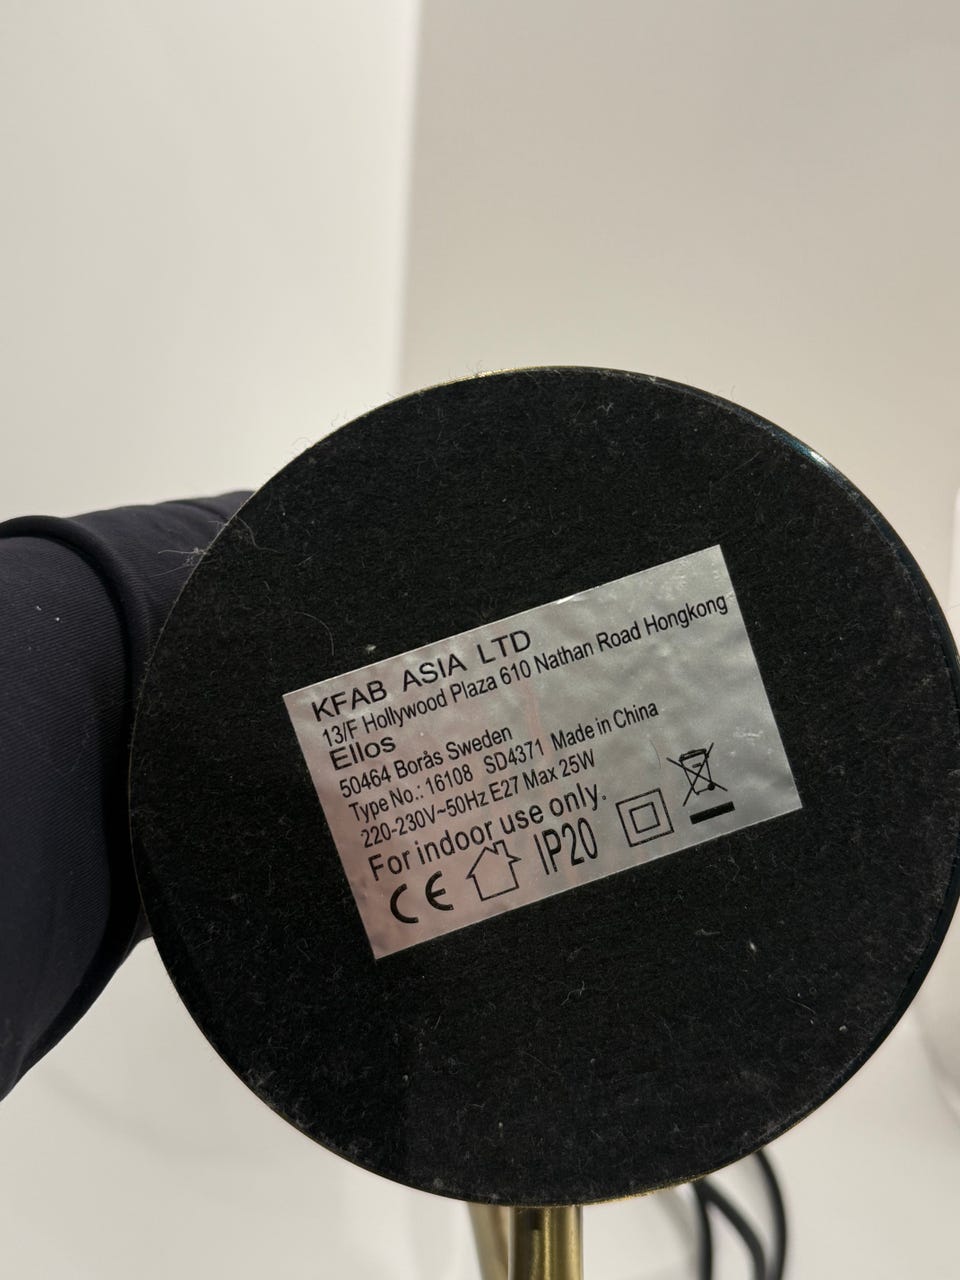 KFAB ASIA LTD
13/F Hollywood Plaza 610 Nathan Road Hongkong
Ellos
50464 Borås Sweden
Type No.: 16108 SD4371 Made in China
220-230V~50Hz E27 Max 25W
For indoor use only.
CE IP20